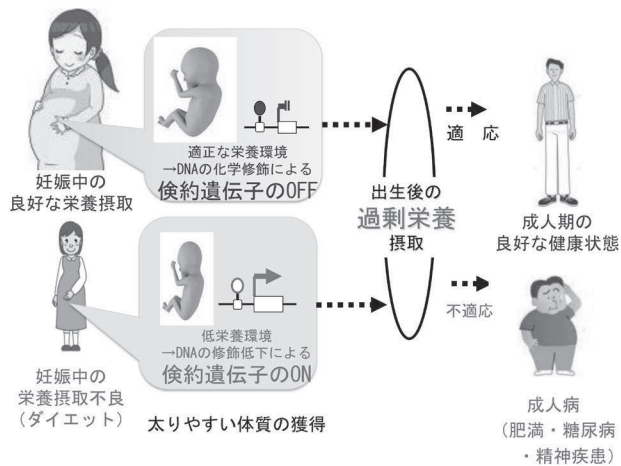 適正な栄養環境
→DNAの化学修飾による
倹約遺伝子のOFF
妊娠中の
良好な栄養摂取
出生後の
過剰栄養
摂取
適 応
成人期の
良好な健康状態
低栄養環境
→DNAの修飾低下による
倹約遺伝子のON
妊娠中の
栄養摂取不良
(ダイエット)
太りやすい体質の獲得
不適応
成人病
(肥満・糖尿病
・精神疾患)